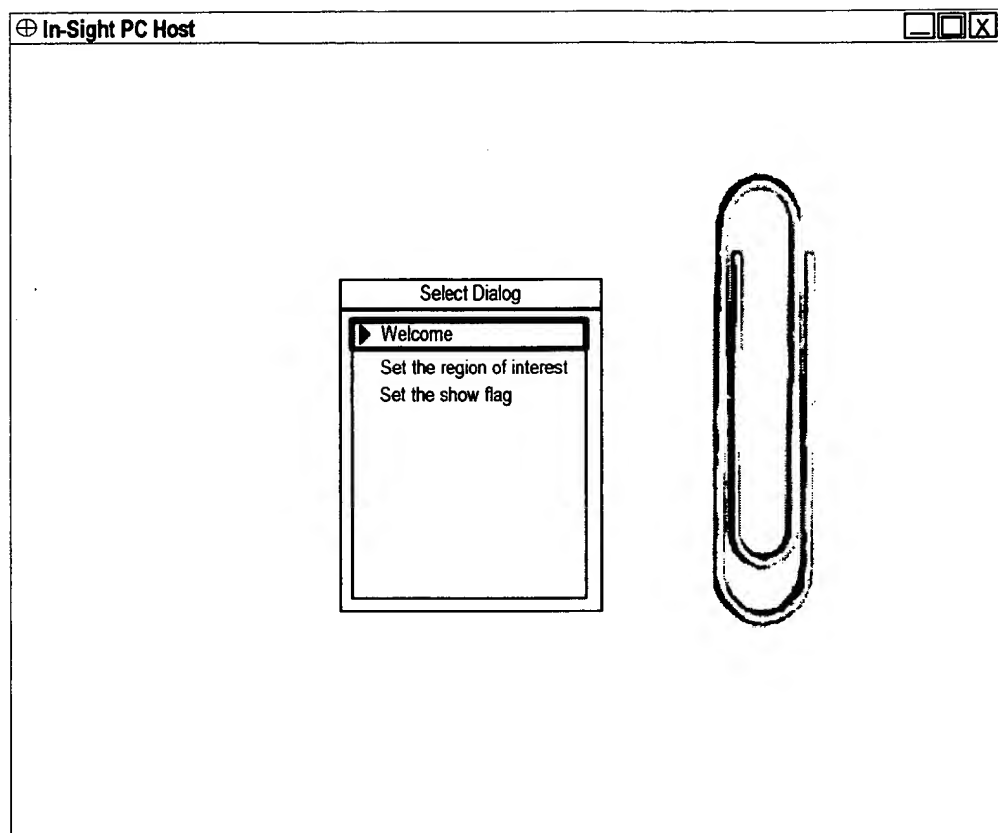 In-Sight PC Host
Select Dialog
Welcome
Set the region of interest
Set the show flag